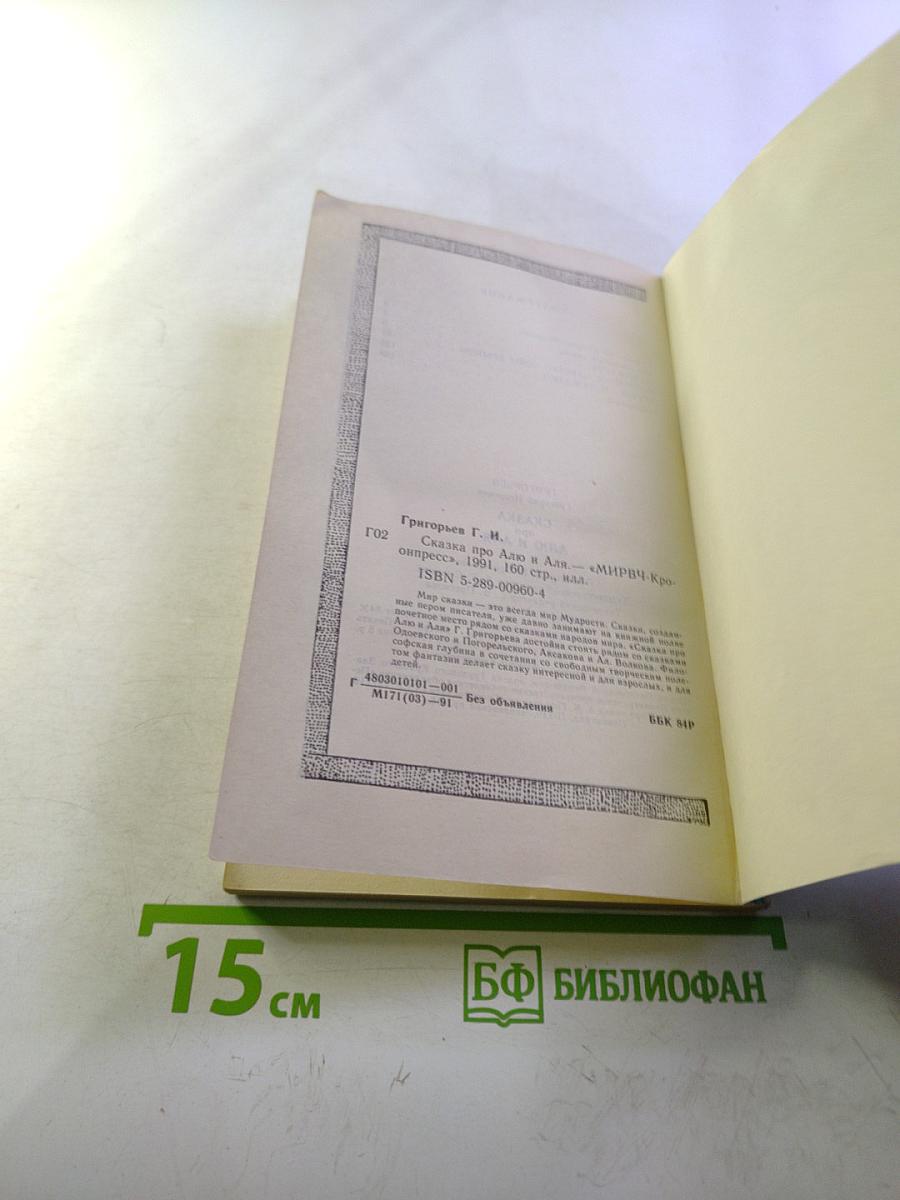 Григорьев Г. И.
Г02
Сказка про Алю и Аля.— «МИРВЧ-Кро-
онпресс», 1991, 160 стр., илл.
ISBN 5-289-00960-4
Мир сказки — это всегда мир Мудрости. Сказки, создан-
ные пером писателя, уже давно занимают на книжной полке
почетное место рядом со сказками народов мира. «Сказка про
Алю и Аля» Г. Григорьева достойна стоять рядом со сказками
Одоевского и Погорельского, Аксакова и Ал. Волкова. Фило-
софская глубина в сочетании со свободным творческим поле-
том фантазии делает сказку интересной и для взрослых, и для
детей.
Г 4803010101—001
М171(03)—91 Без объявления
ББК 84Р
15 см
БФ БИБЛИОФАН